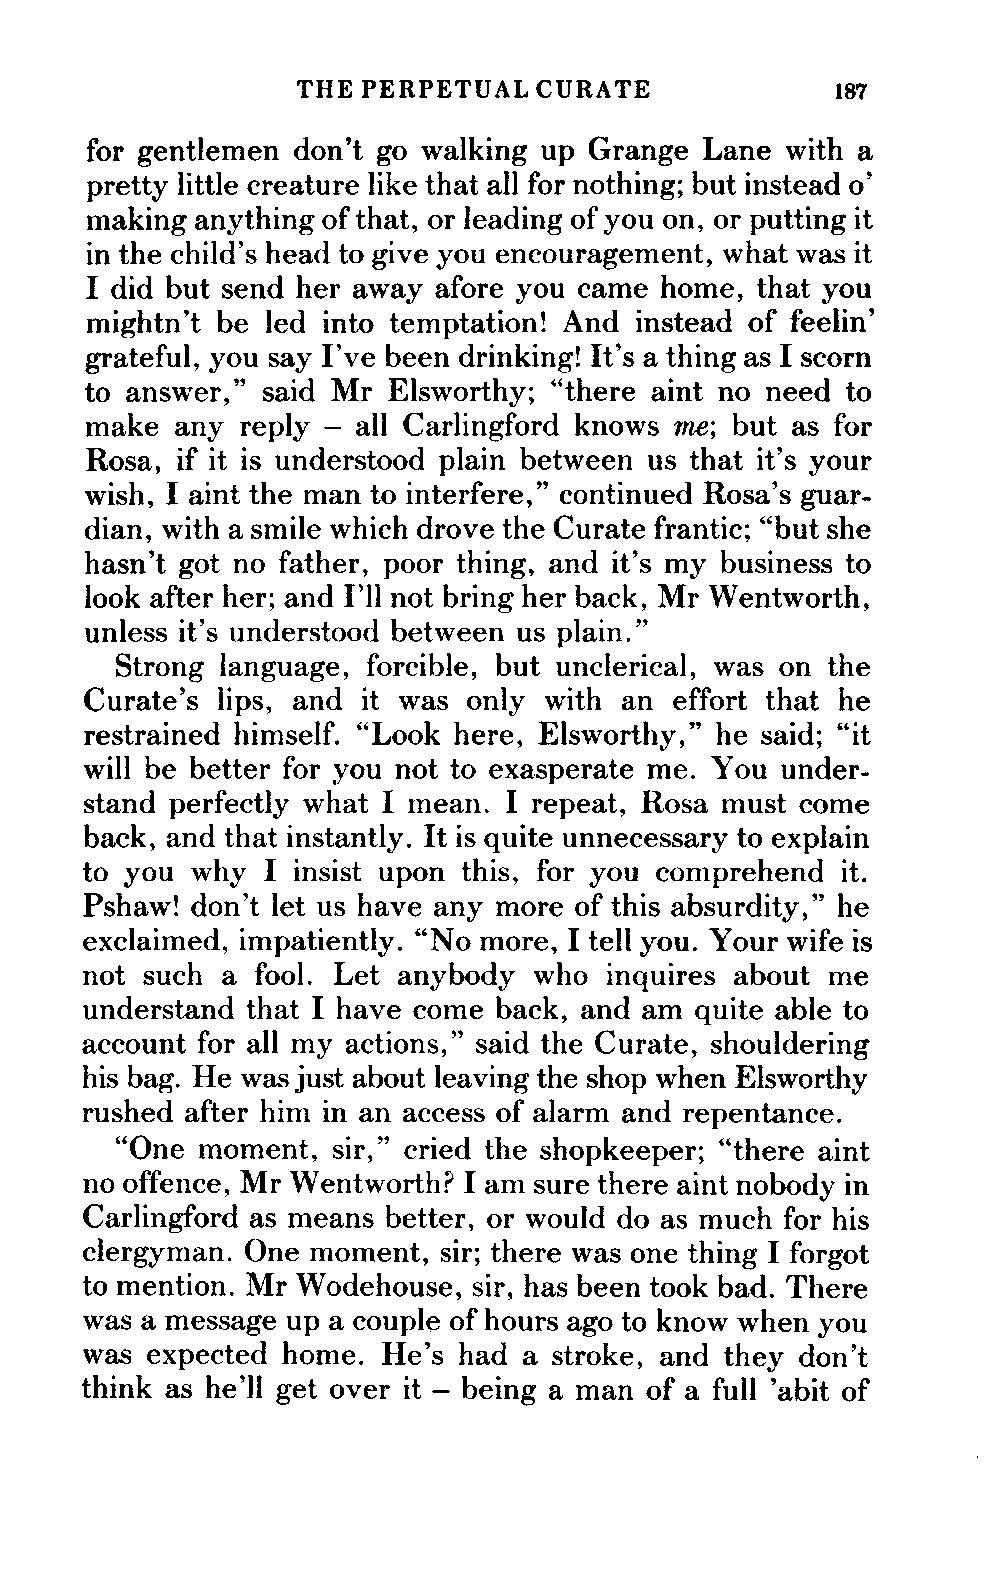 THE PERPETUAL CURATE 187
for gentlemen don't go walking up Grange Lane with a
pretty little creature like that all for nothing; but instead o'
making anything of that, or leading of you on, or putting it
in the child's head to give you encouragement, what was it
I did but send her away afore you came home, that you
mightn't be led into temptation! And instead of feelin'
grateful, you say I've been drinking! It's a thing as I scorn
to answer,” said Mr Elsworthy; “there aint no need to
make any reply – all Carlingford knows me; but as for
Rosa, if it is understood plain between us that it's your
wish, I aint the man to interfere,” continued Rosa's guar-
dian, with a smile which drove the Curate frantic; “but she
hasn't got no father, poor thing, and it's my business to
look after her; and I'll not bring her back, Mr Wentworth,
unless it's understood between us plain.”
Strong language, forcible, but unclerical, was on the
Curate's lips, and it was only with an effort that he
restrained himself. “Look here, Elsworthy,” he said; “it
will be better for you not to exasperate me. You under-
stand perfectly what I mean. I repeat, Rosa must come
back, and that instantly. It is quite unnecessary to explain
to you why I insist upon this, for you comprehend it.
Pshaw! don't let us have any more of this absurdity,” he
exclaimed, impatiently. “No more, I tell you. Your wife is
not such a fool. Let anybody who inquires about me
understand that I have come back, and am quite able to
account for all my actions,” said the Curate, shouldering
his bag. He was just about leaving the shop when Elsworthy
rushed after him in an access of alarm and repentance.
“One moment, sir,” cried the shopkeeper; “there aint
no offence, Mr Wentworth? I am sure there aint nobody in
Carlingford as means better, or would do as much for his
clergyman. One moment, sir; there was one thing I forgot
to mention. Mr Wodehouse, sir, has been took bad. There
was a message up a couple of hours ago to know when you
was expected home. He's had a stroke, and they don't
think as he'll get over it – being a man of a full 'abit of